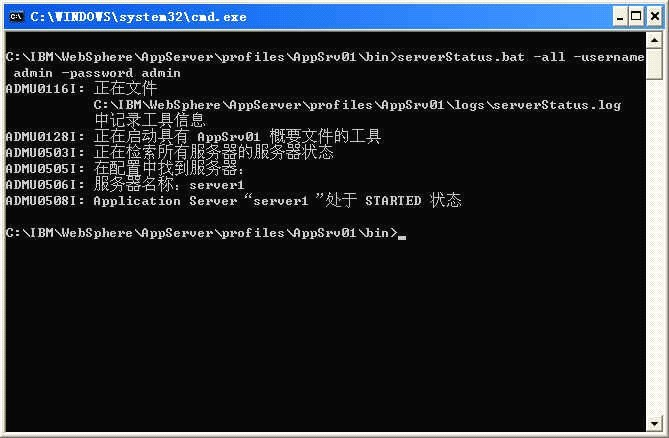 C:\WINDOWS\system32\cmd.exe
C:\IBM\WebSphere\AppServer\profiles\AppSrv01\bin>serverStatus.bat -all -username
admin -password admin
ADMU0116I: 正在文件
C:\IBM\WebSphere\AppServer\profiles\AppSrv01\logs\serverStatus.log
中记录工具信息
ADMU0128I: 正在启动具有 AppSrv01 概要文件的工具
ADMU0503I: 正在检索所有服务器的服务器状态
ADMU0505I: 在配置中找到服务器:
ADMU0506I: 服务器名称: server1
ADMU0508I: Application Server“server1 ”处于 STARTED 状态
C:\IBM\WebSphere\AppServer\profiles\AppSrv01\bin>_